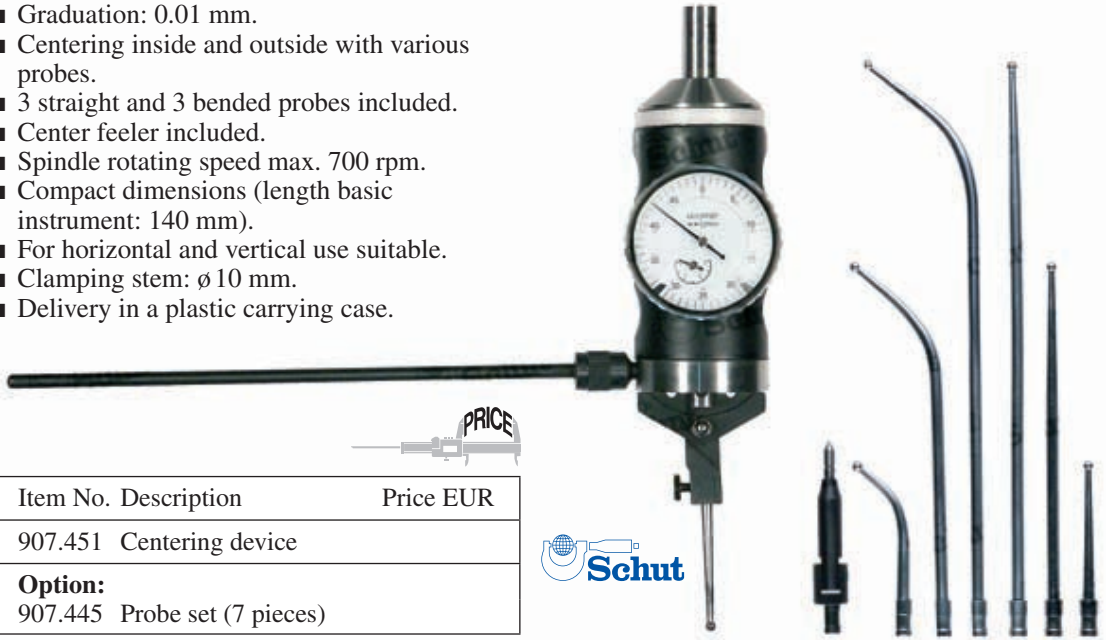 Graduation: 0.01 mm.
Centering inside and outside with various
probes.
3 straight and 3 bended probes included.
Center feeler included.
Spindle rotating speed max. 700 rpm.
Compact dimensions (length basic
instrument: 140 mm).
For horizontal and vertical use suitable.
Clamping stem: ø 10 mm.
Delivery in a plastic carrying case.
PRICE
Item No. Description Price EUR
907.451 Centering device
Option:
907.445 Probe set (7 pieces)
Schut